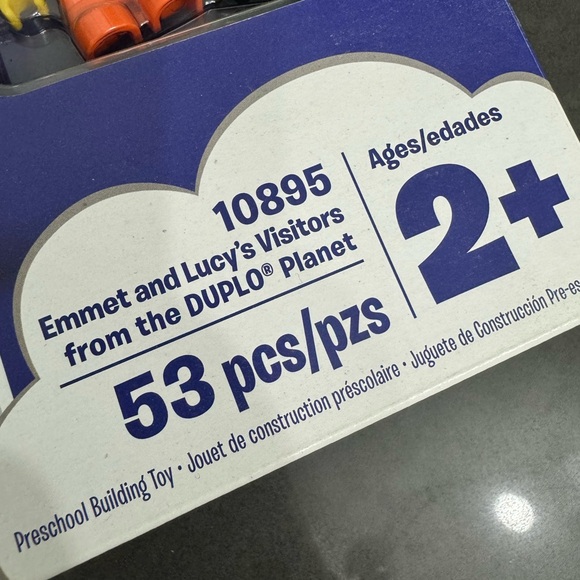 10895
Emmet and Lucy's Visitors
from the DUPLO® Planet
53 pcs/pzs
Ages/edades
2+
Preschool Building Toy · Jouet de construction préscolaire · Juguete de Construcción